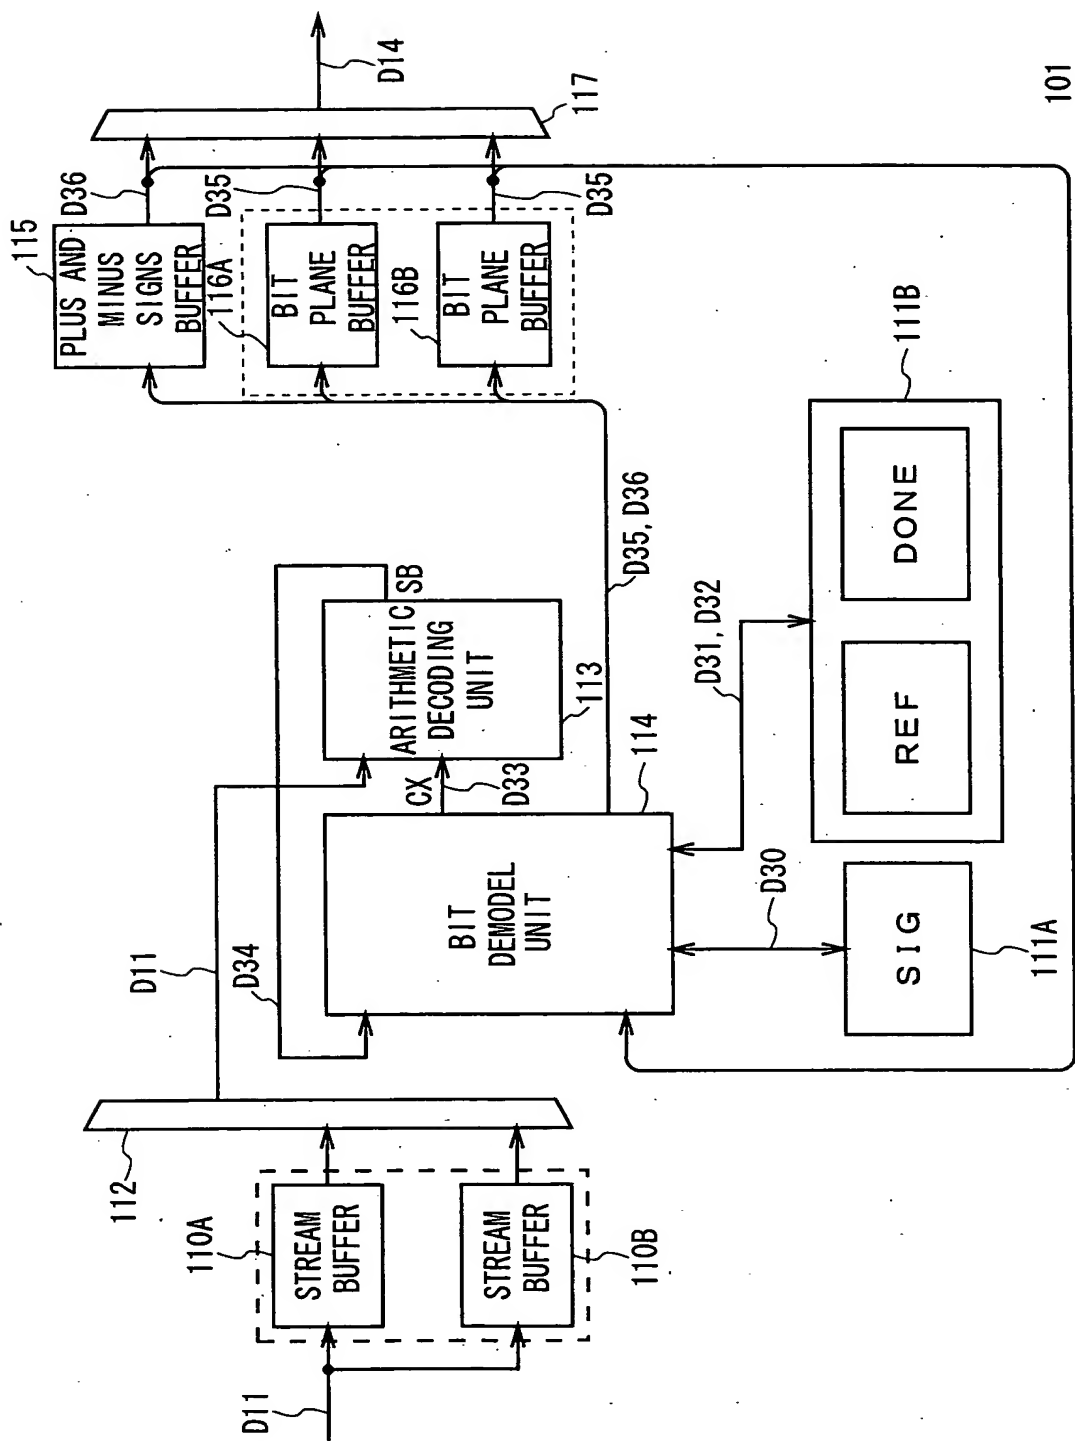 D11
110A
STREAM
BUFFER
STREAM
BUFFER
110B
112
D11
D34
BIT
DEMODEL
UNIT
114
CX
D33
ARITHMETIC
DECODING
UNIT
113
SB
D35, D36
D30
SIG
111A
D31, D32
REF
DONE
111B
115
PLUS AND
MINUS
SIGNS
BUFFER
116A
BIT
PLANE
BUFFER
116B
BIT
PLANE
BUFFER
D36
D35
D35
117
D14
101